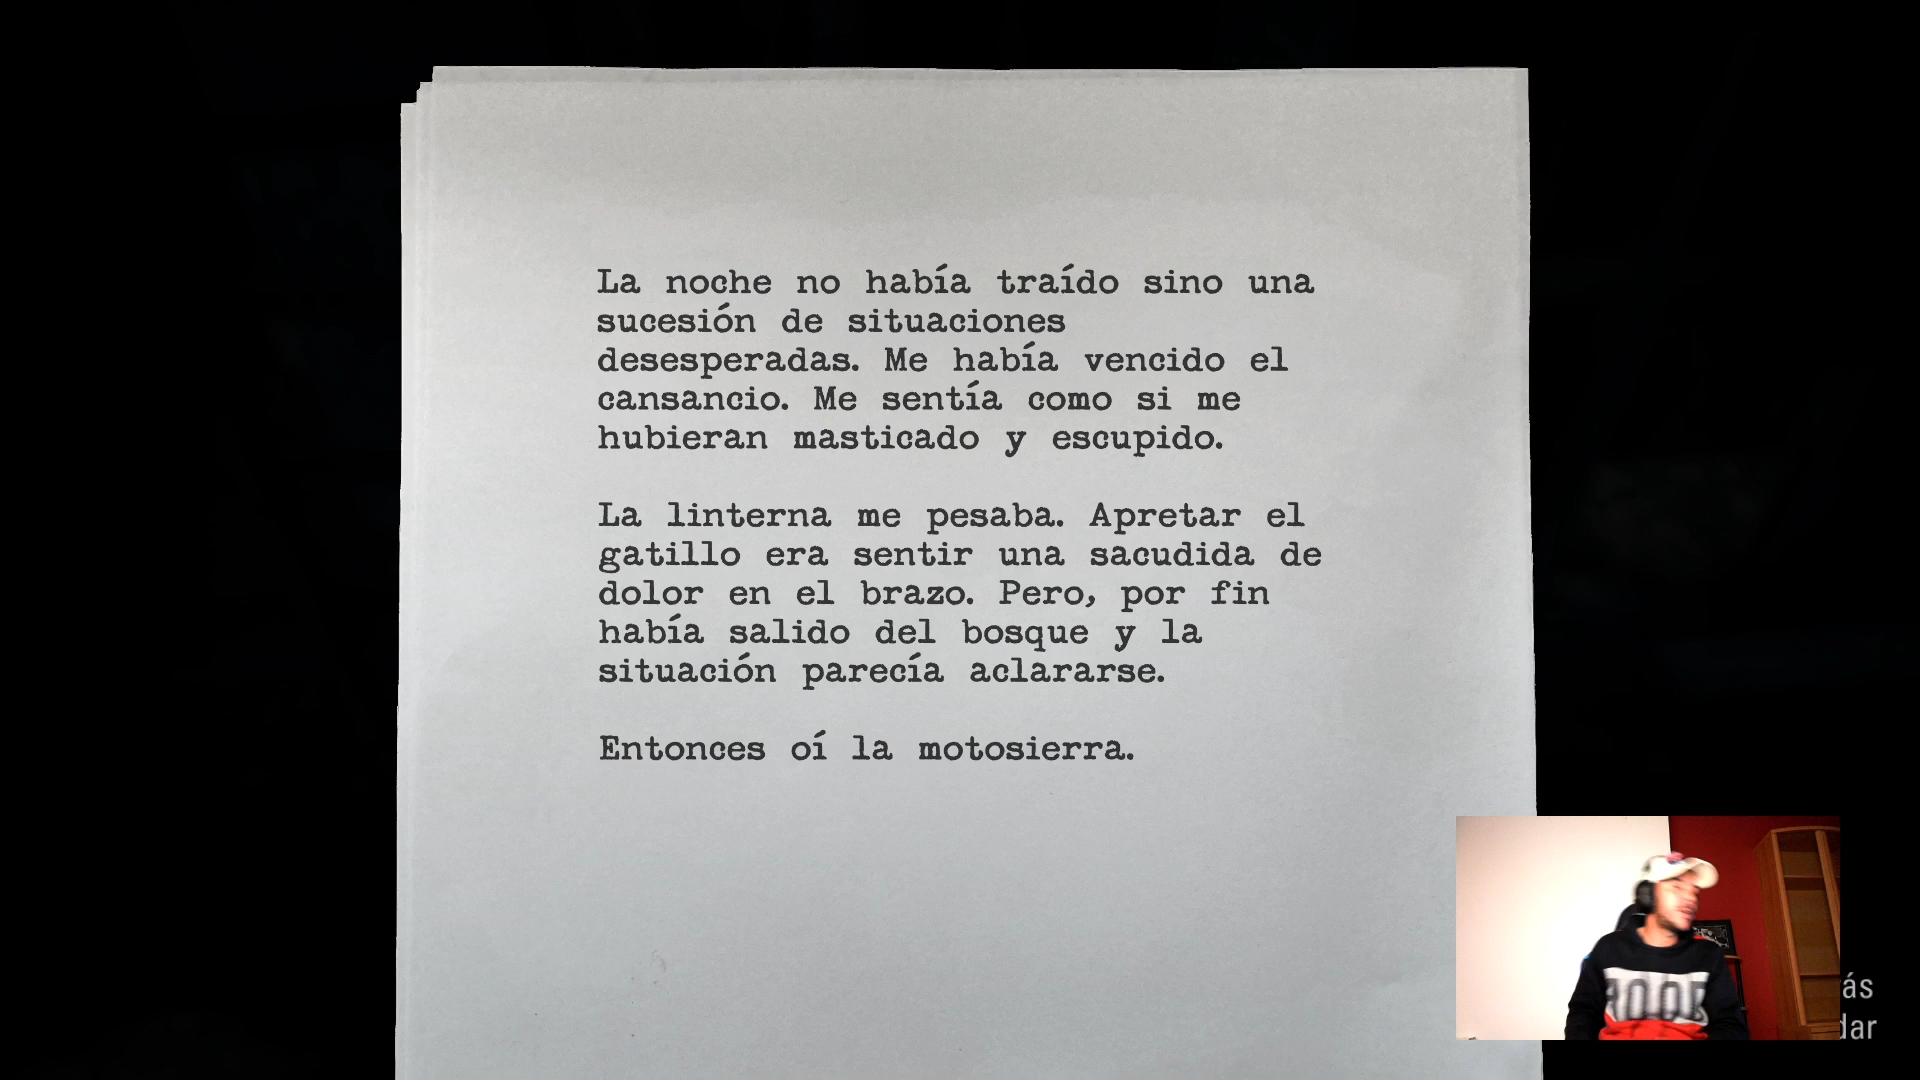 La noche no había traído sino una
sucesión de situaciones
desesperadas. Me había vencido el
cansancio. Me sentía como si me
hubieran masticado y escupido.
La linterna me pesaba. Apretar el
gatillo era sentir una sacudida de
dolor en el brazo. Pero, por fin
había salido del bosque y la
situación parecía aclararse.
Entonces oí la motosierra.